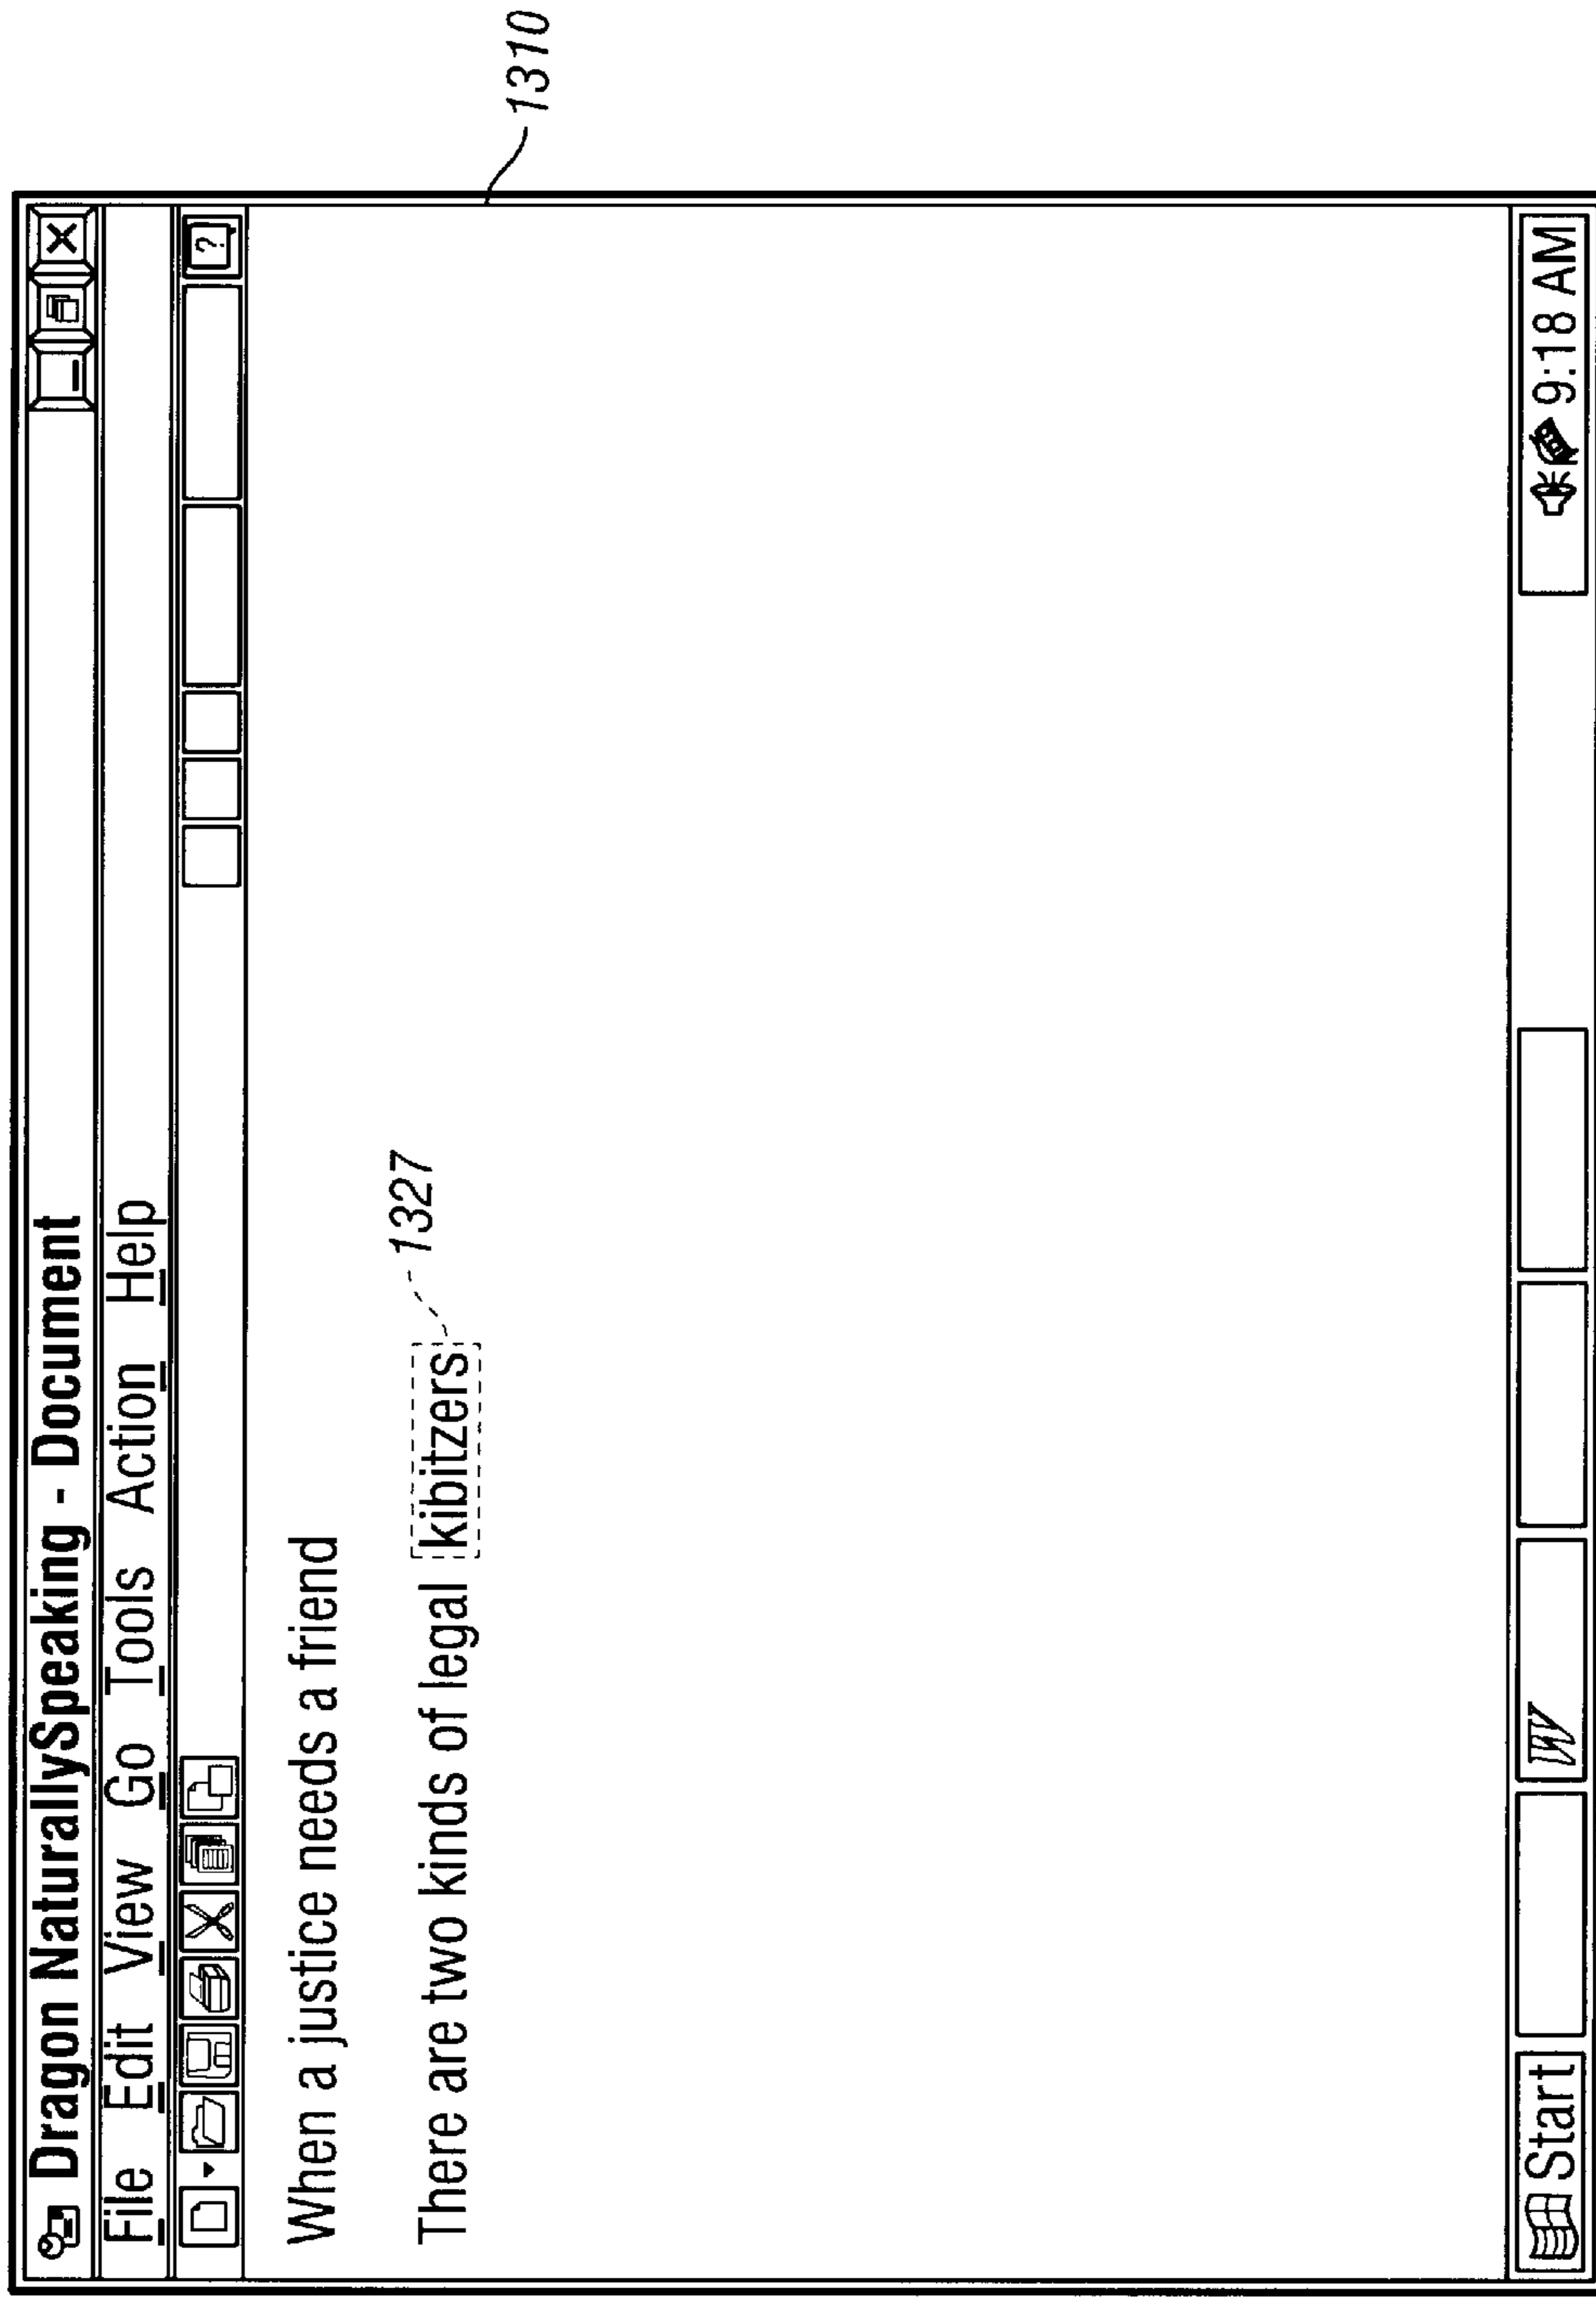 Dragon NaturallySpeaking - Document
File Edit View Go Tools Action Help
?
1310
When a justice needs a friend
1327
There are two kinds of legal kibitzers
Start
W
9:18 AM